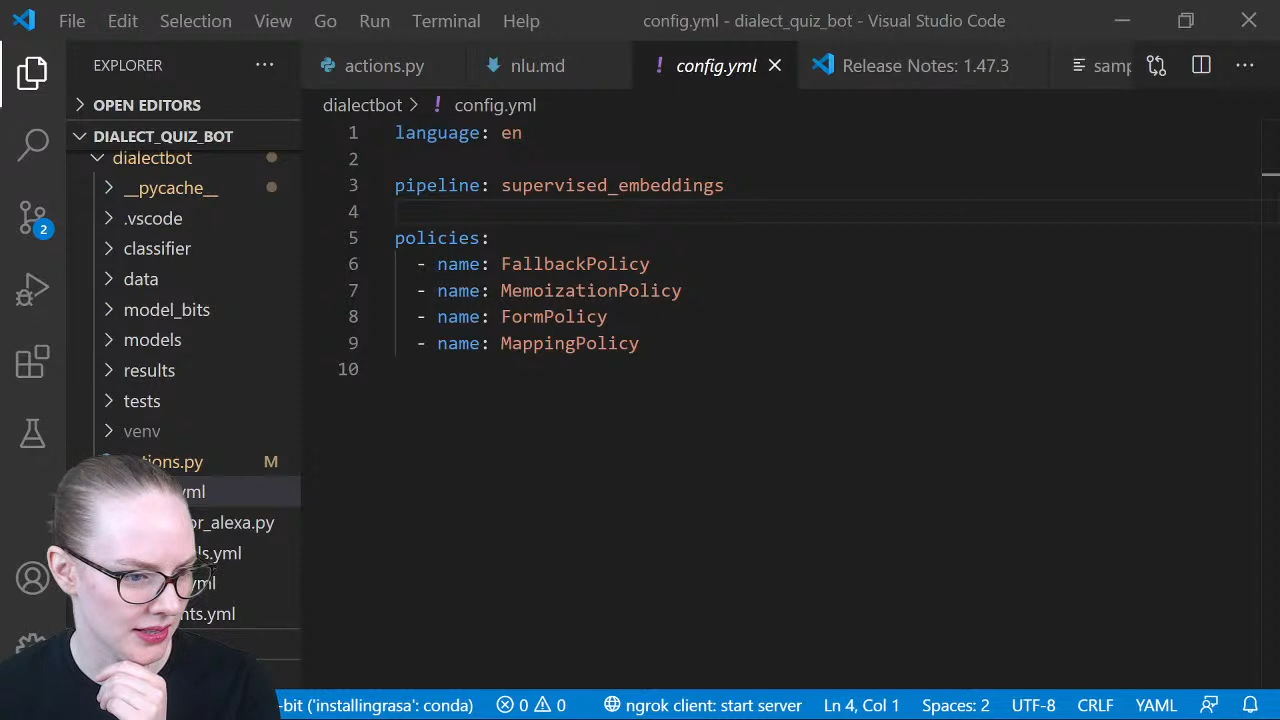 File Edit Selection View Go Run Terminal Help config.yml - dialect_quiz_bot - Visual Studio Code
EXPLORER ...
actions.py nlu.md ! config.yml Release Notes: 1.47.3 samp ...
OPEN EDITORS
DIALECT_QUIZ_BOT
dialectbot
__pycache__
.vscode
classifier
data
model_bits
models
results
tests
venv
tions.py M
yml
or_alexa.py
ls.yml
yml
nts.yml
2
dialectbot > ! config.yml
1 language: en
2
3 pipeline: supervised_embeddings
4
5 policies:
6 - name: FallbackPolicy
7 - name: MemoizationPolicy
8 - name: FormPolicy
9 - name: MappingPolicy
10
-bit ('installingrasa': conda) 0 0 ngrok client: start server Ln 4, Col 1 Spaces: 2 UTF-8 CRLF YAML